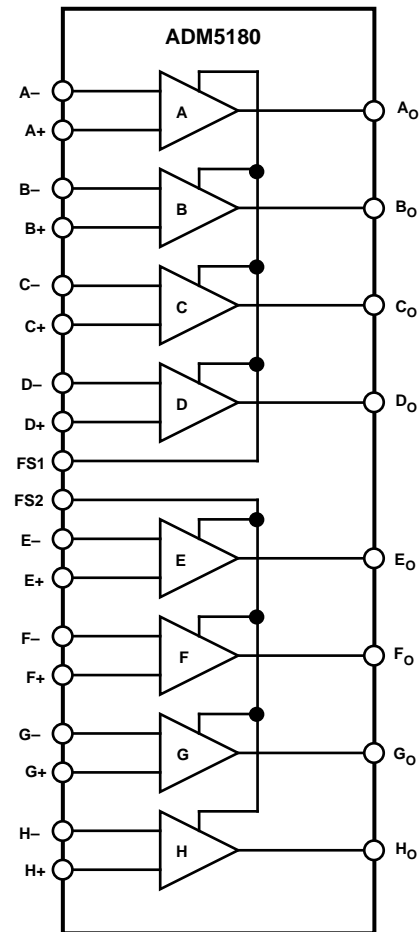 ADM5180
A–
A+
A
AO
B–
B+
B
BO
C–
C+
C
CO
D–
D+
D
DO
FS1
FS2
E–
E+
E
EO
F–
F+
F
FO
G–
G+
G
GO
H–
H+
H
HO